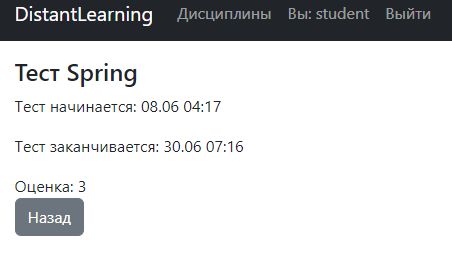 DistantLearning Дисциплины Вы: student Выйти
Тест Spring
Тест начинается: 08.06 04:17
Тест заканчивается: 30.06 07:16
Оценка: 3
Назад